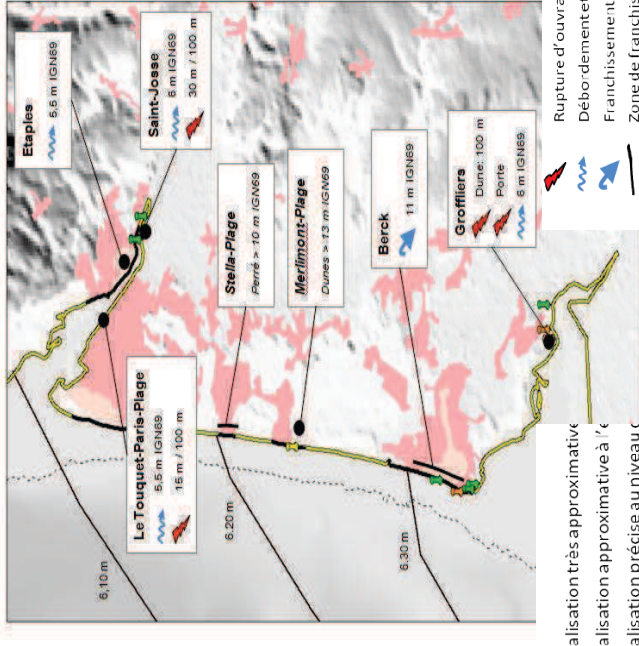 Etaples
5,5 m IGN69
Saint-Josse
6 m IGN69
30 m / 100 m
Le Touquet-Paris-Plage
5,5 m IGN69
15 m / 100 m
Stella-Plage
Perré > 10 m IGN69
Merlimont-Plage
Dunes > 13 m IGN69
Berck
11 m IGN69
Groffliers
Dune: 100 m
Porte
6 m IGN69
6,10 m
6.20 m
6.30 m
Rupture d'ouvra
Débordement
Franchissement
Zone de franchis
alisation très approximative
alisation approximative à l'e
alisation précise au niveau